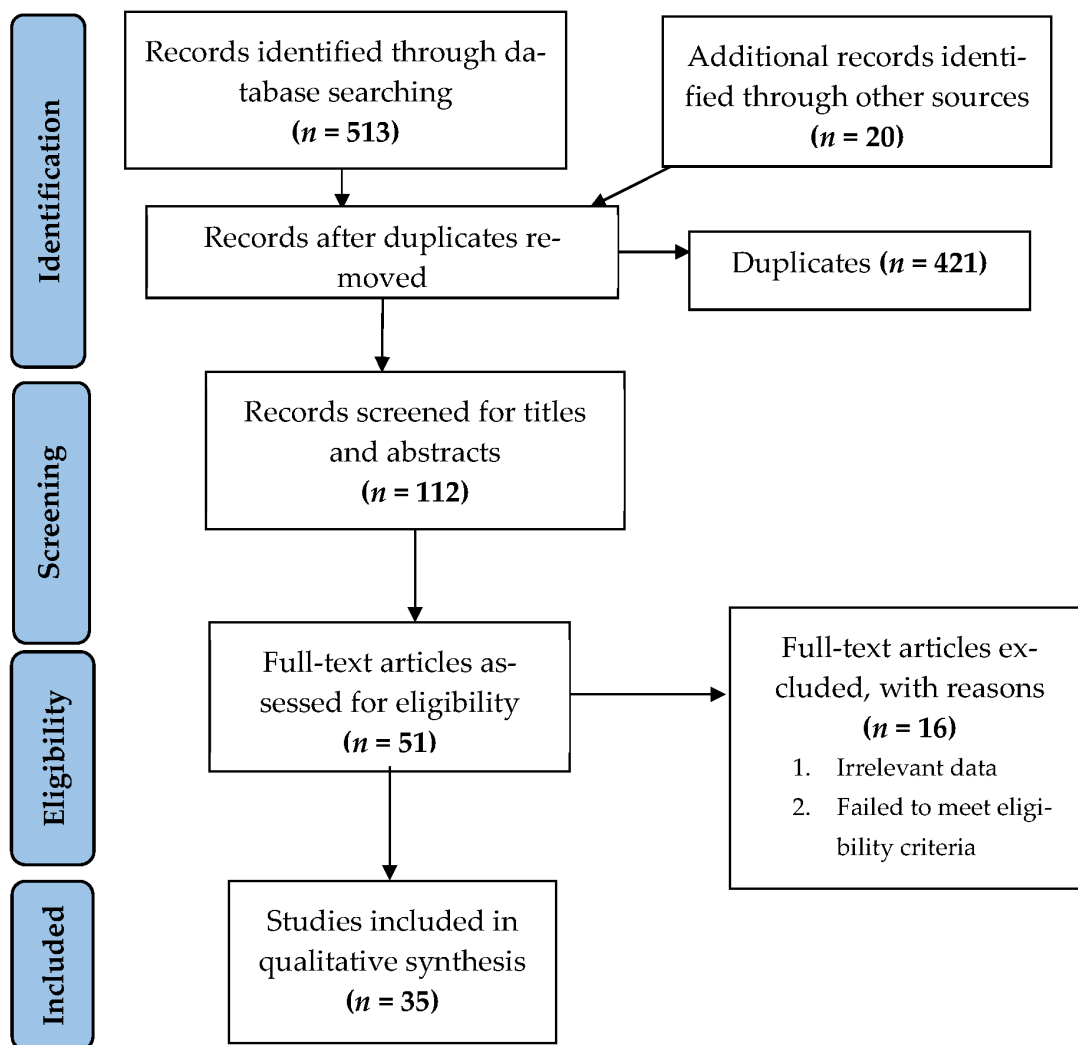 Identification
Records identified through da-
tabase searching
(n = 513)
Additional records identi-
fied through other sources
(n = 20)
Records after duplicates re-
moved
Duplicates (n = 421)
Screening
Records screened for titles
and abstracts
(n = 112)
Eligibility
Full-text articles as-
sessed for eligibility
(n = 51)
Full-text articles ex-
cluded, with reasons
(n = 16)
1. Irrelevant data
2. Failed to meet eligi-
bility criteria
Included
Studies included in
qualitative synthesis
(n = 35)